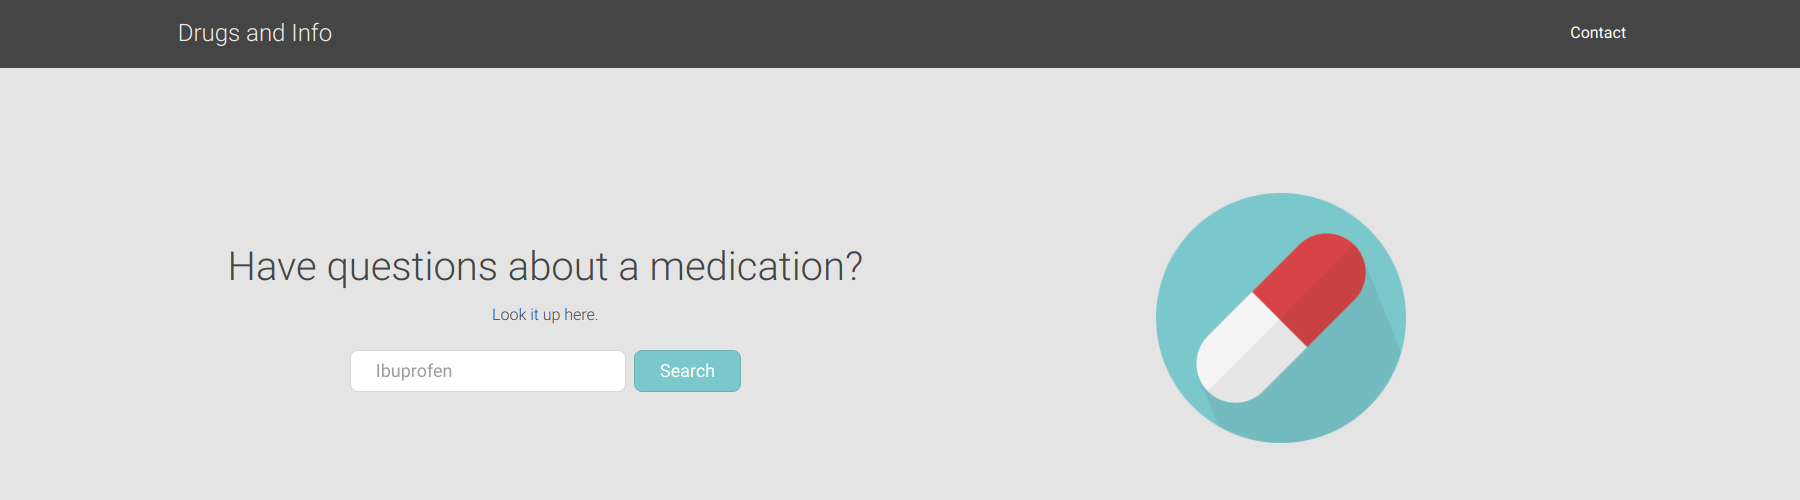 Drugs and Info
Contact
Have questions about a medication?
Look it up here.
Ibuprofen
Search